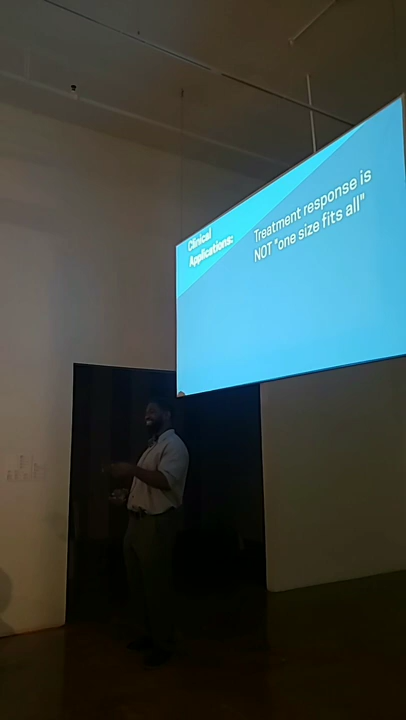 Clinical
Applications:
Treatment response is
NOT "one size fits all"